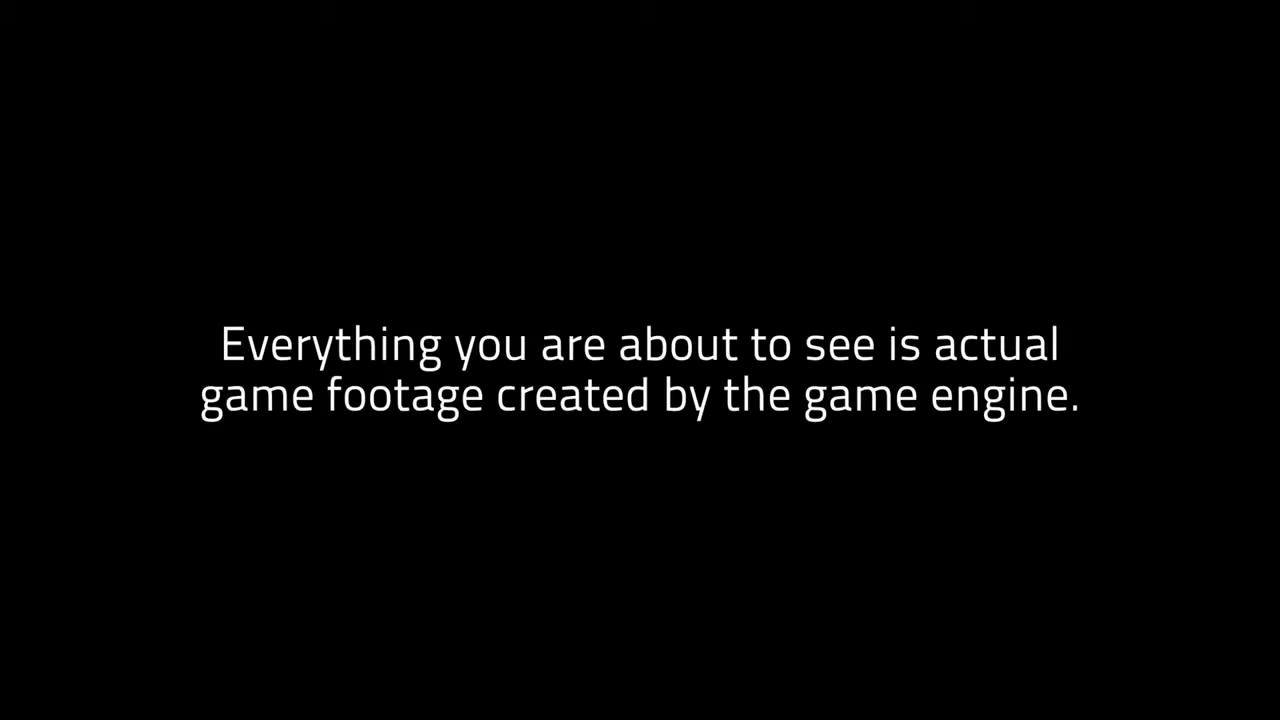 Everything you are about to see is actual
game footage created by the game engine.